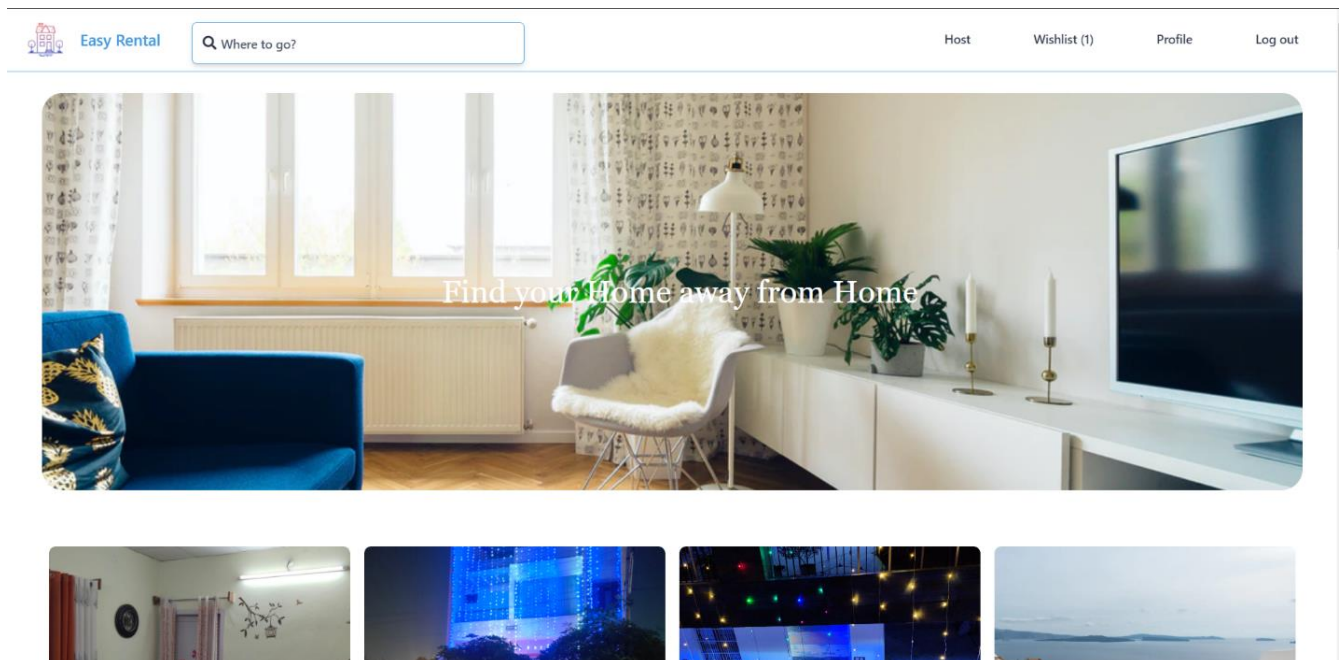 Easy Rental
Where to go?
Host
Wishlist (1)
Profile
Log out
Find your Home away from Home